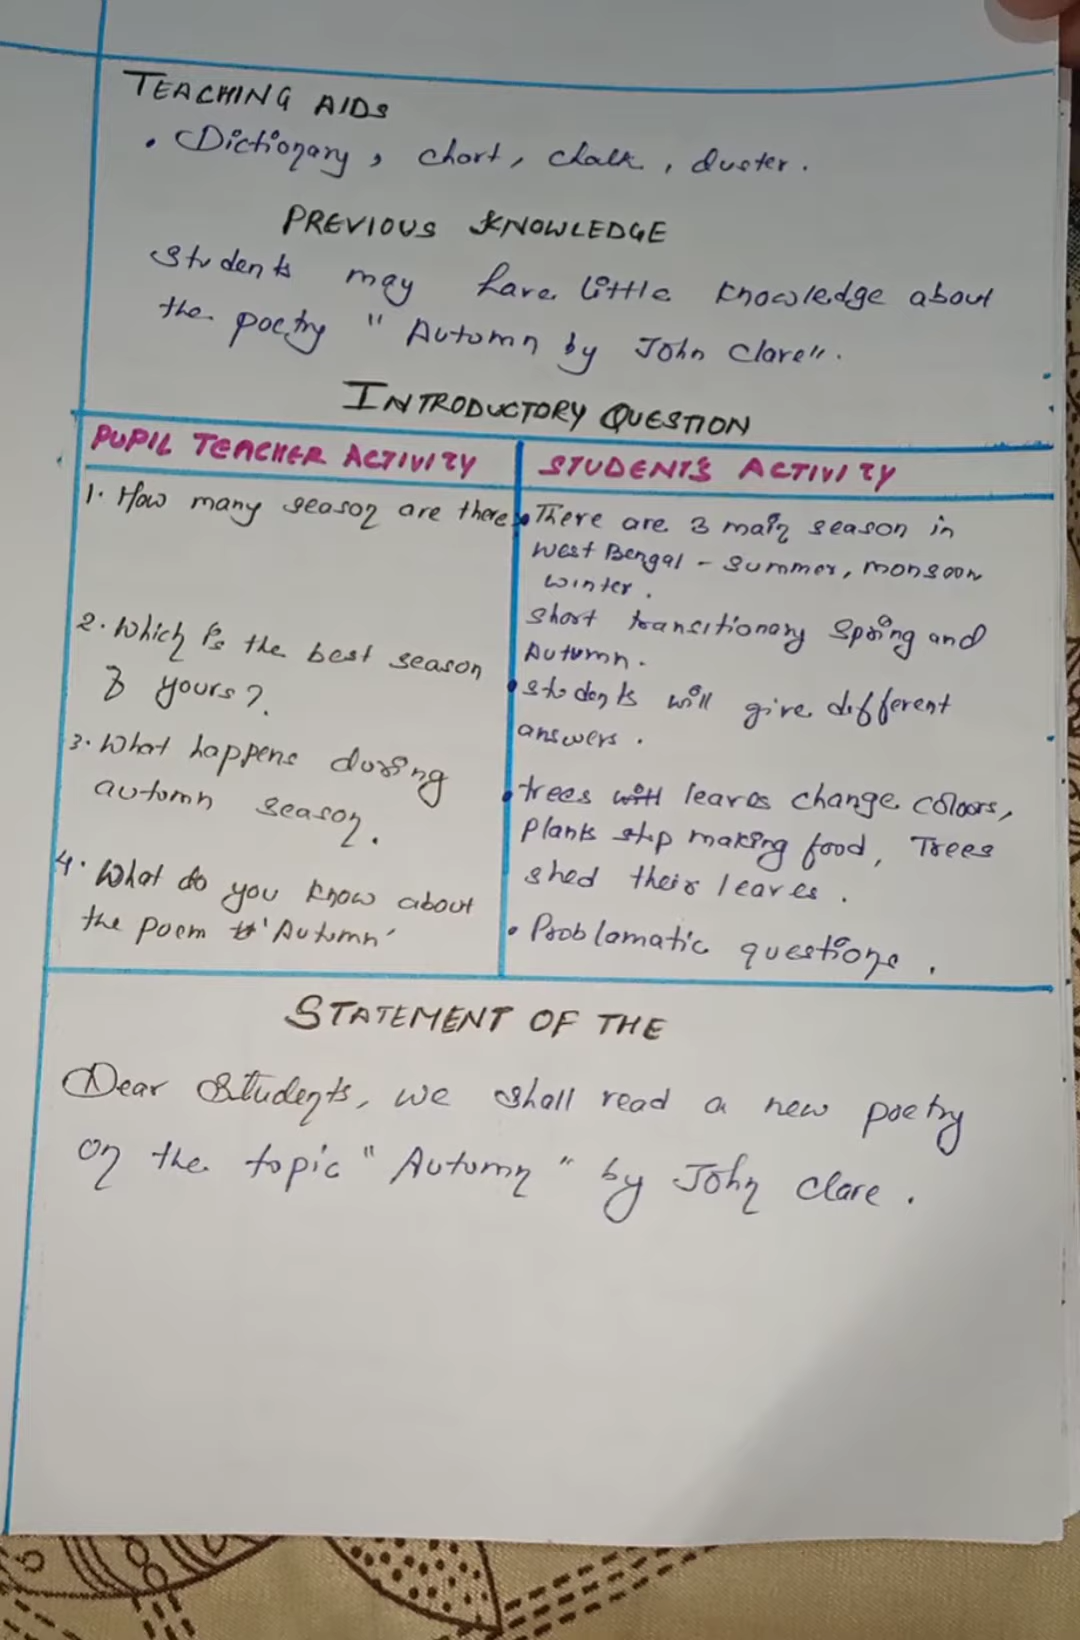 TEACHING AIDS
• Dictionary, chart, chalk, duster.
PREVIOUS KNOWLEDGE
Students may have little knowledge about
the poetry "Autumn by John Clare".
INTRODUCTORY QUESTION
PUPIL TEACHER ACTIVITY
1. How many season are there
2. Which is the best season
yours?
3. What happens during
autumn season.
4. What do you know about
the poem 'Autumn'
STUDENT'S ACTIVITY
• There are 3 main season in
West Bengal - Summer, monsoon
winter.
Short transitionary Spring and
Autumn.
• Students will give different
answers.
• trees will leaves change colours,
Plants stop making food, Trees
shed their leaves.
• Problamatic questions.
STATEMENT OF THE
Dear Students, we shall read a new poetry
on the topic "Autumn" by John Clare.